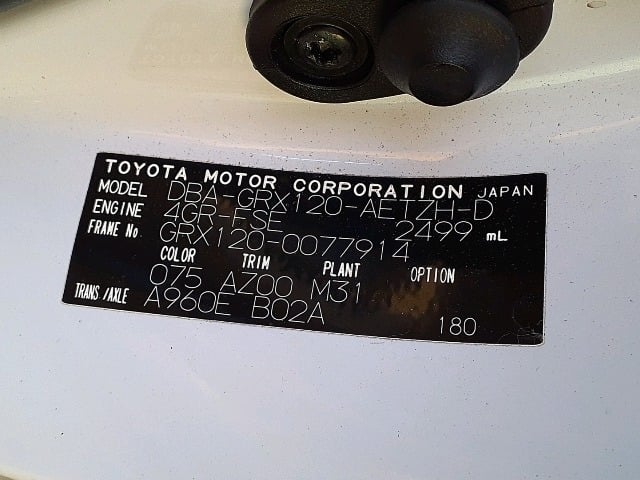 TOYOTA MOTOR CORPORATION JAPAN
MODEL DBA-GRX120-AETZH-D
ENGINE 4GR-FSE 2499 mL
FRAME No. GRX120-0077914
COLOR TRIM PLANT OPTION
075 AZ00 M31
TRANS/AXLE A960E B02A 180